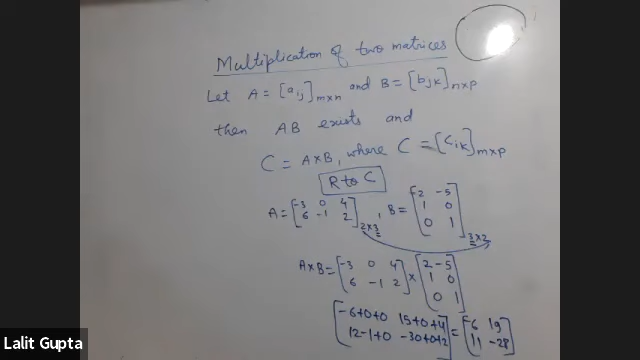 Multiplication of two matrices
Let A = [aij]m×n and B = [bjk]n×p
then AB exists and
C = A×B, where C = [cik]m×p
R to C
A = [-3 0 4
6 -1 2]2×3, B = [2 -5
1 0
0 1]3×2
A×B = [-3 0 4
6 -1 2] × [2 -5
1 0
0 1]
[-6+0+0 15+0+4
12-1+0 -30+0+2] = [-6 19
11 -28]
Lalit Gupta